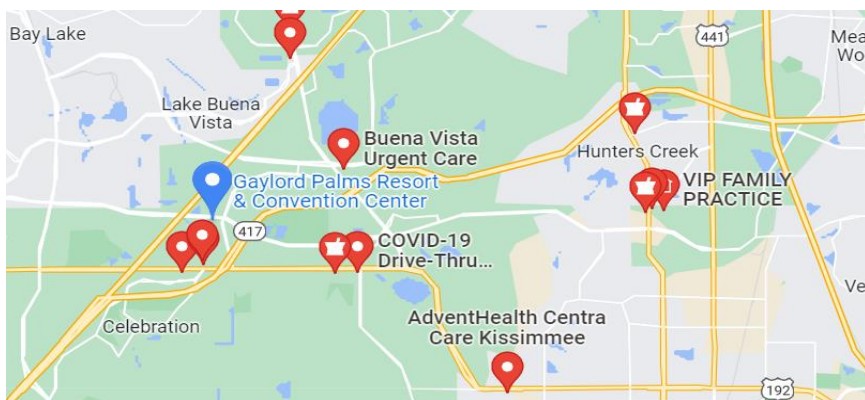 Bay Lake
441
Mea
Wo
Lake Buena
Vista
Buena Vista
Urgent Care
Hunters Creek
Gaylord Palms Resort
& Convention Center
VIP FAMILY
PRACTICE
417
COVID-19
Drive-Thru...
Ve
Celebration
AdventHealth Centra
Care Kissimmee
192